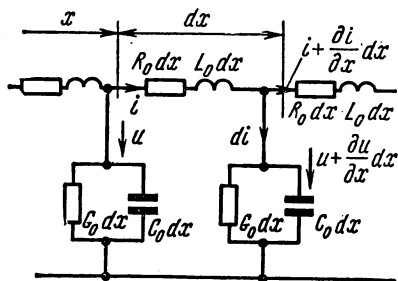 x
dx
R₀dx L₀dx
i
i + ∂i/∂x dx
R₀dx L₀dx
u
di
u + ∂u/∂x dx
G₀dx C₀dx
G₀dx C₀dx